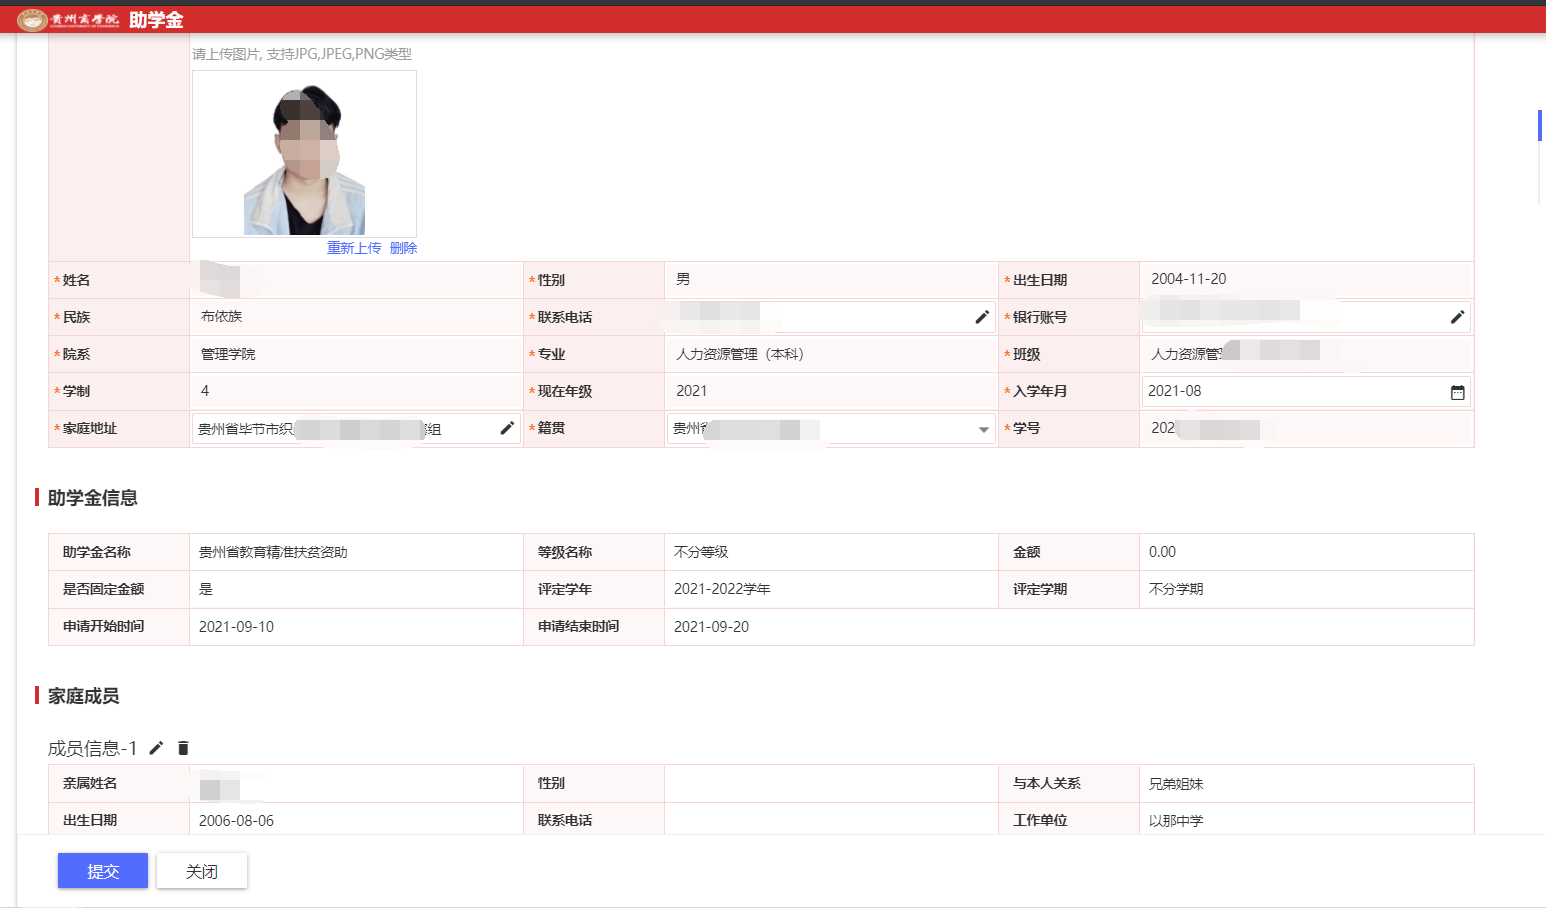 贵州商学院 助学金
请上传图片, 支持JPG,JPEG,PNG类型
重新上传 删除
*姓名 *性别 男 *出生日期 2004-11-20
*民族 布依族 *联系电话 *银行账号
*院系 管理学院 *专业 人力资源管理（本科） *班级 人力资源管
*学制 4 *现在年级 2021 *入学年月 2021-08
*家庭地址 贵州省毕节市织 组 *籍贯 贵州省 *学号 202
助学金信息
助学金名称 贵州省教育精准扶贫资助 等级名称 不分等级 金额 0.00
是否固定金额 是 评定学年 2021-2022学年 评定学期 不分学期
申请开始时间 2021-09-10 申请结束时间 2021-09-20
家庭成员
成员信息-1
亲属姓名 性别 与本人关系 兄弟姐妹
出生日期 2006-08-06 联系电话 工作单位 以那中学
提交 关闭